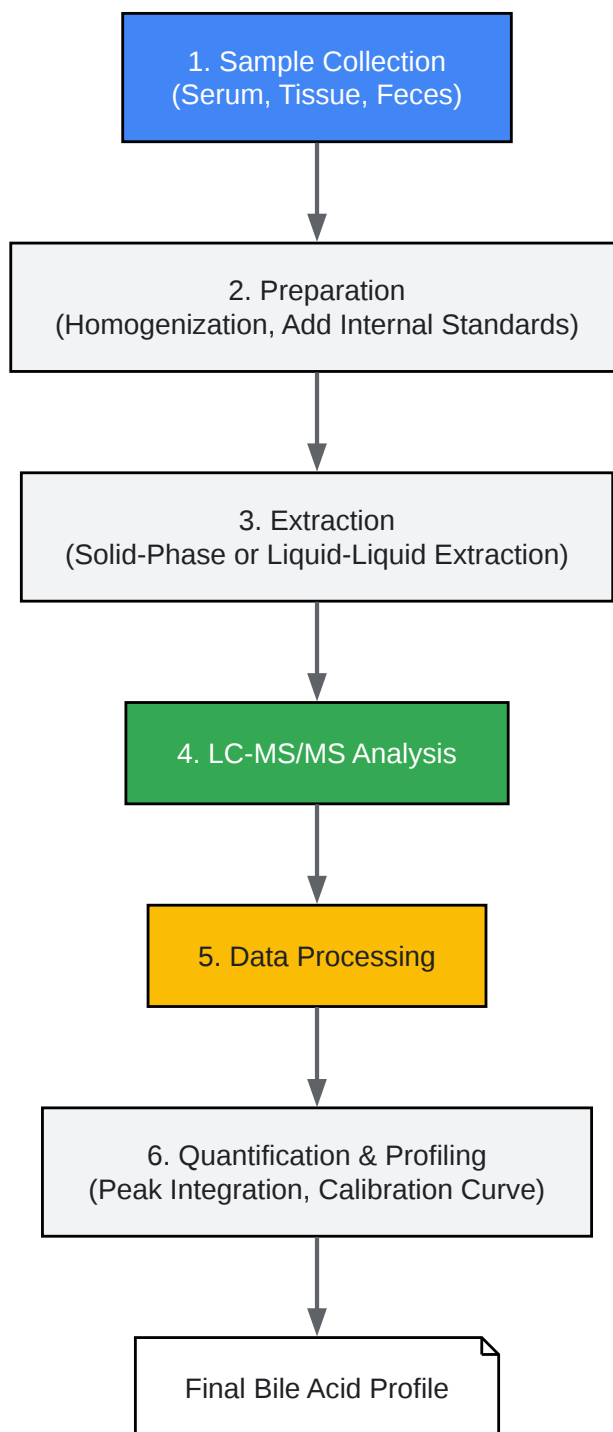 1. Sample Collection
(Serum, Tissue, Feces)
2. Preparation
(Homogenization, Add Internal Standards)
3. Extraction
(Solid-Phase or Liquid-Liquid Extraction)
4. LC-MS/MS Analysis
5. Data Processing
6. Quantification & Profiling
(Peak Integration, Calibration Curve)
Final Bile Acid Profile